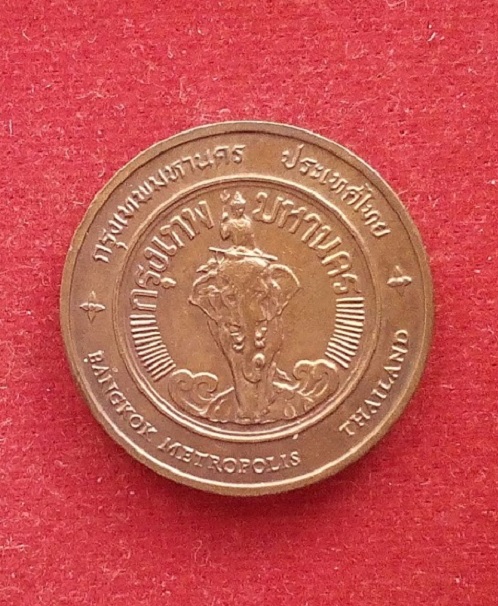 กรุงเทพมหานคร ประเทศไทย
กรุงเทพ มหานคร
BANGKOK METROPOLIS THAILAND